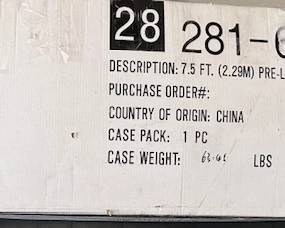 28 281-6
DESCRIPTION: 7.5 FT. (2.29M) PRE-L
PURCHASE ORDER#:
COUNTRY OF ORIGIN: CHINA
CASE PACK: 1 PC
CASE WEIGHT: LBS